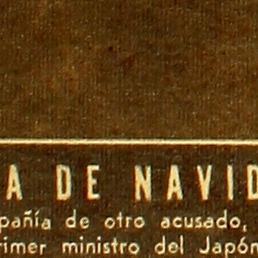 A DE NAVID
pañía de otro acusado,
rimer ministro del Japón